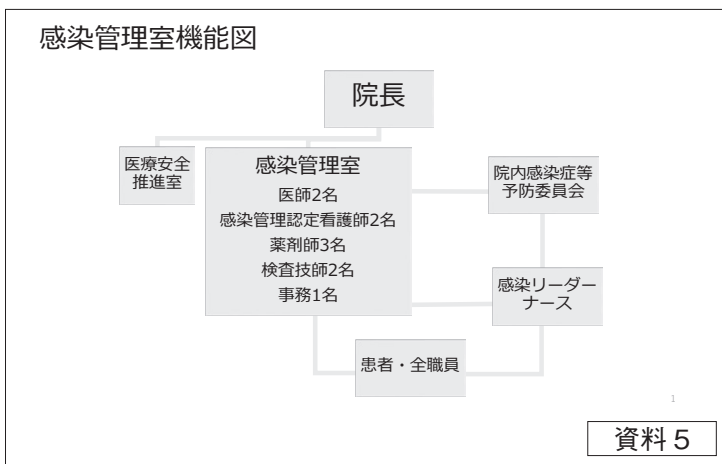 感染管理室機能図
院長
医療安全
推進室
感染管理室
医師2名
感染管理認定看護師2名
薬剤師3名
検査技師2名
事務1名
院内感染症等
予防委員会
感染リーダー
ナース
患者・全職員
1
資料５